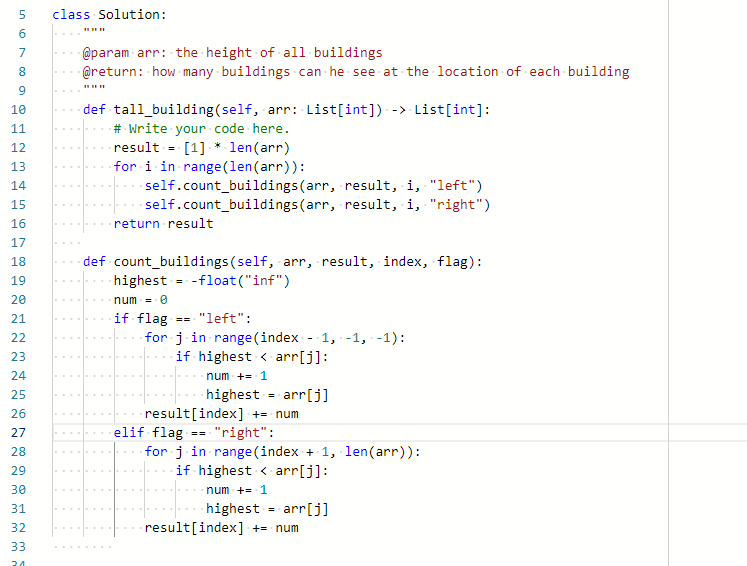 5 class Solution:
6     """
7     @param arr: the height of all buildings
8     @return: how many buildings can he see at the location of each building
9     """
10     def tall_building(self, arr: List[int]) -> List[int]:
11         # Write your code here.
12         result = [1] * len(arr)
13         for i in range(len(arr)):
14             self.count_buildings(arr, result, i, "left")
15             self.count_buildings(arr, result, i, "right")
16         return result
17
18     def count_buildings(self, arr, result, index, flag):
19         highest = -float("inf")
20         num = 0
21         if flag == "left":
22             for j in range(index - 1, -1, -1):
23                 if highest < arr[j]:
24                     num += 1
25                     highest = arr[j]
26             result[index] += num
27         elif flag == "right":
28             for j in range(index + 1, len(arr)):
29                 if highest < arr[j]:
30                     num += 1
31                     highest = arr[j]
32             result[index] += num
33
34